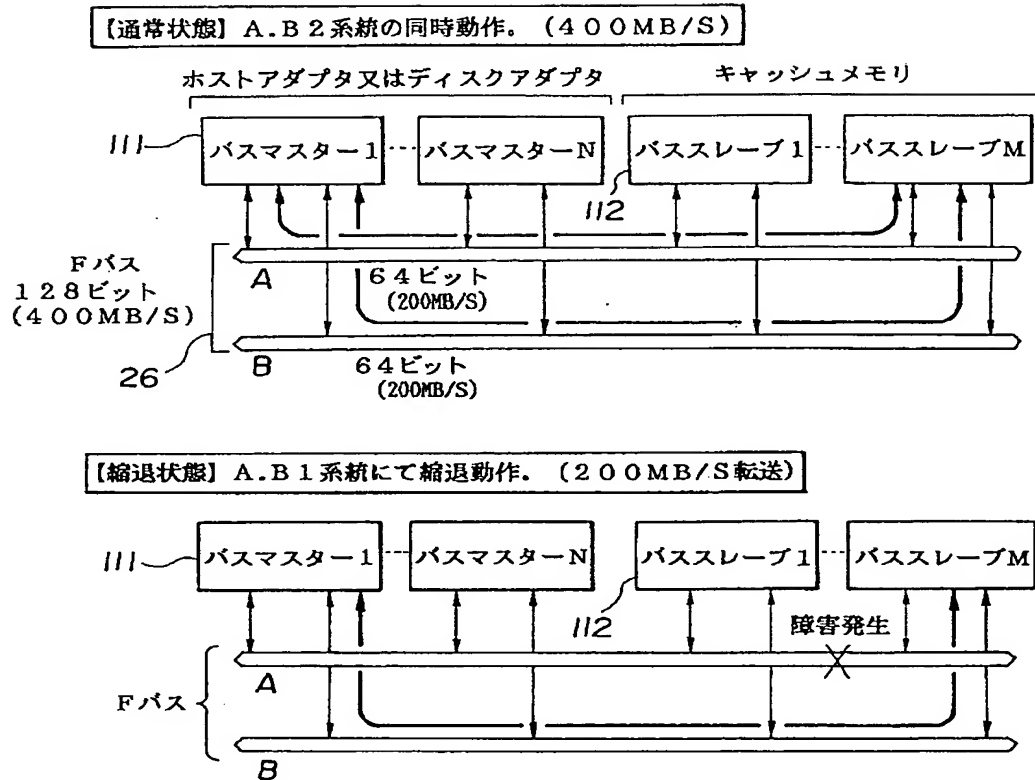 【通常状態】A.B2系統の同時動作。(400MB/S)
ホストアダプタ又はディスクアダプタ
キャッシュメモリ
111
バスマスター1
バスマスターN
バススレーブ1
バススレーブM
112
Fバス
128ビット
(400MB/S)
A
64ビット
(200MB/S)
26
B
64ビット
(200MB/S)
【縮退状態】A.B1系統にて縮退動作。(200MB/S転送)
111
バスマスター1
バスマスターN
バススレーブ1
バススレーブM
112
障害発生
A
Fバス
B